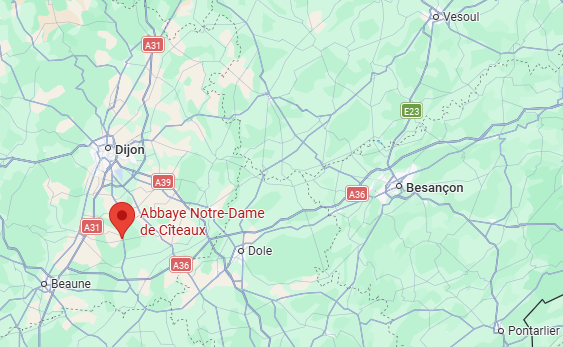 Vesoul
A31
E23
Dijon
A39
A36
Besançon
Abbaye Notre-Dame
de Cîteaux
A31
Dole
A36
Beaune
Pontarlier